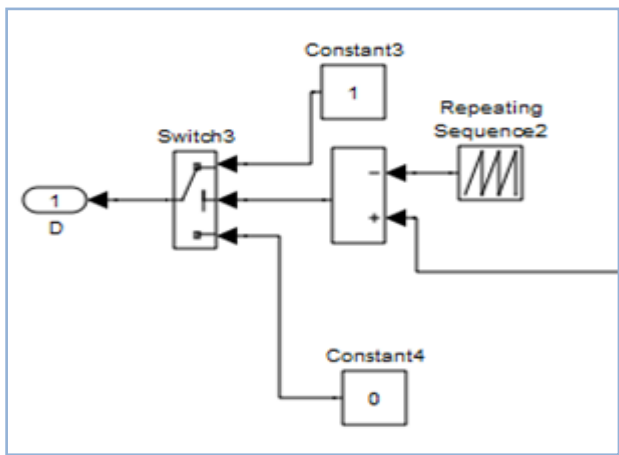 Constant3
1
Repeating
Sequence2
Switch3
−
+
1
D
Constant4
0